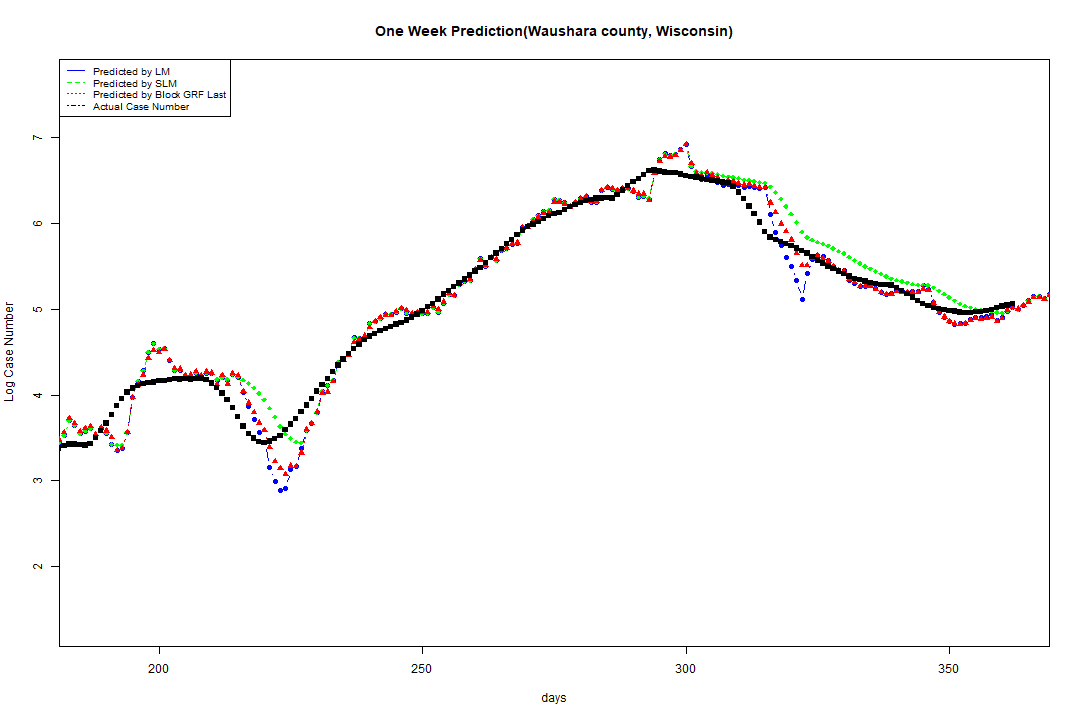 One Week Prediction(Waushara county, Wisconsin)
Predicted by LM
Predicted by SLM
Predicted by Block GRF Last
Actual Case Number
7
6
5
4
3
2
Log Case Number
200
250
300
350
days